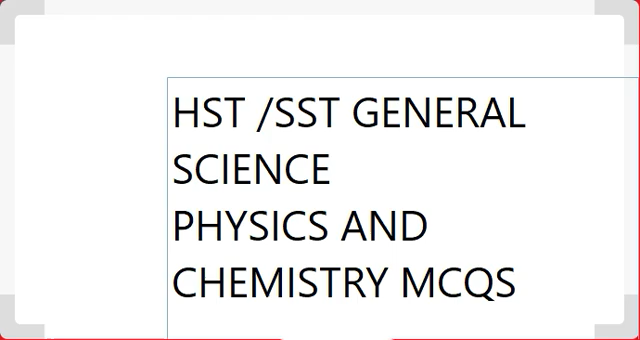 HST /SST GENERAL
SCIENCE
PHYSICS AND
CHEMISTRY MCQS